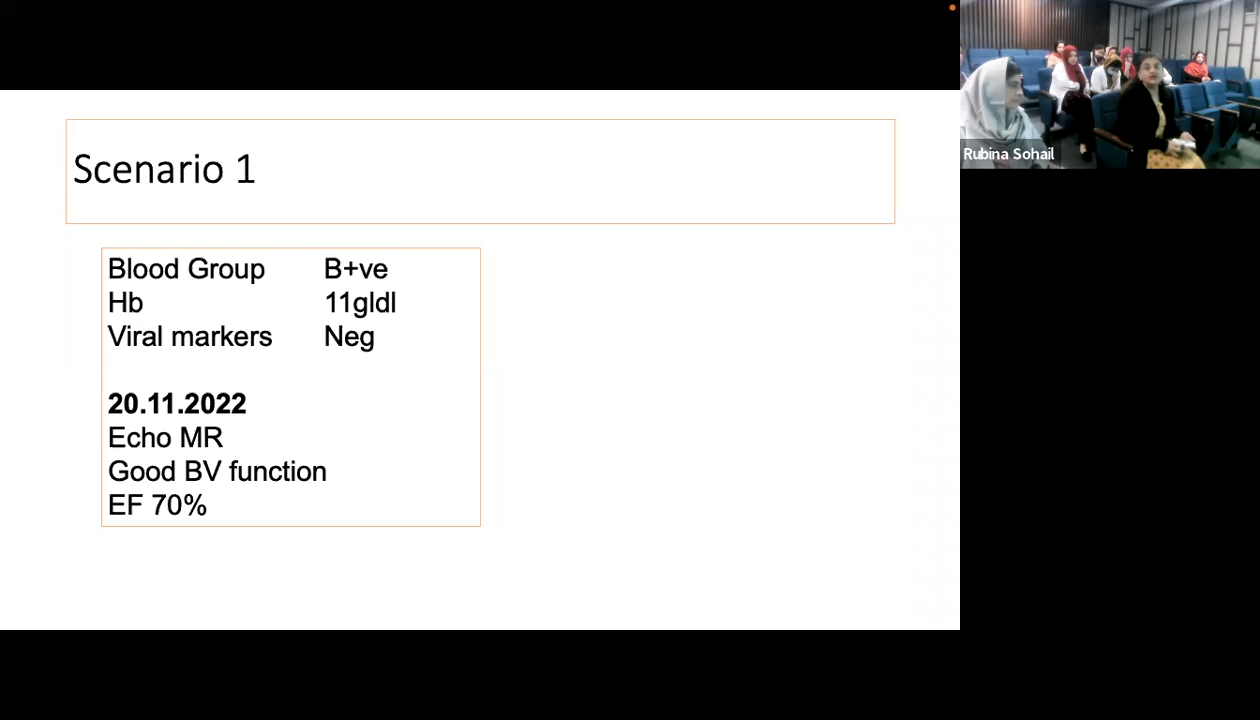 Scenario 1
Blood Group B+ve
Hb 11gldl
Viral markers Neg
20.11.2022
Echo MR
Good BV function
EF 70%
Rubina Sohail